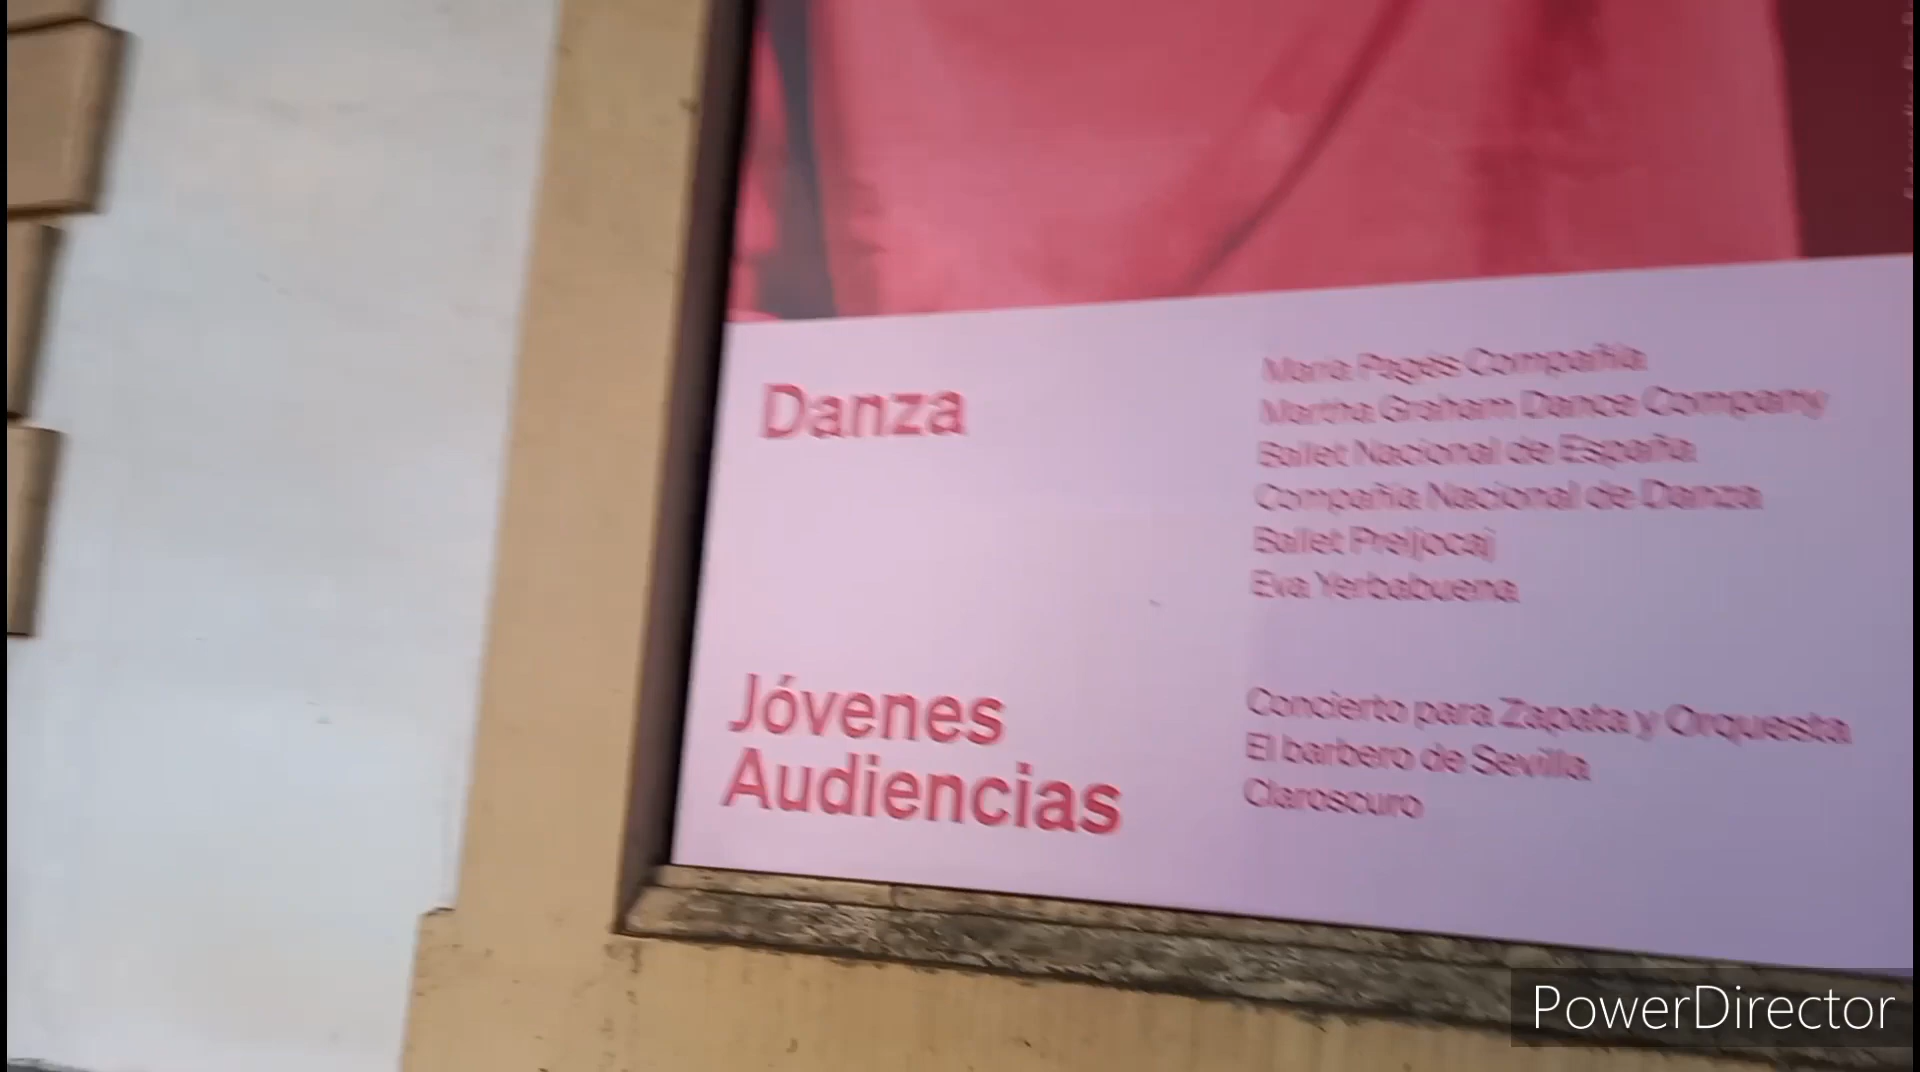 Danza
María Pagés Compañía
Martha Graham Dance Company
Ballet Nacional de España
Compañía Nacional de Danza
Ballet Preljocaj
Eva Yerbabuena
Jóvenes
Audiencias
Concierto para Zapata y Orquesta
El barbero de Sevilla
Claroscuro
PowerDirector